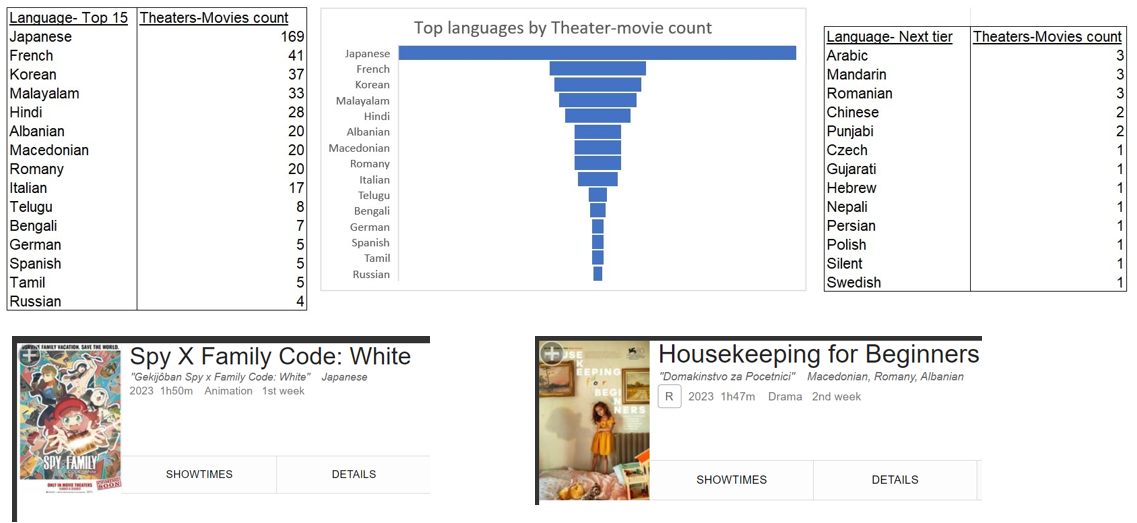 Language- Top 15 Theaters-Movies count
Japanese 169
French 41
Korean 37
Malayalam 33
Hindi 28
Albanian 20
Macedonian 20
Romany 20
Italian 17
Telugu 8
Bengali 7
German 5
Spanish 5
Tamil 5
Russian 4
Top languages by Theater-movie count
Japanese
French
Korean
Malayalam
Hindi
Albanian
Macedonian
Romany
Italian
Telugu
Bengali
German
Spanish
Tamil
Russian
Language- Next tier Theaters-Movies count
Arabic 3
Mandarin 3
Romanian 3
Chinese 2
Punjabi 2
Czech 1
Gujarati 1
Hebrew 1
Nepali 1
Persian 1
Polish 1
Silent 1
Swedish 1
FAMILY VACATION. SAVE THE WORLD.
SPY FAMILY
ONLY IN MOVIE THEATERS
SOON
Spy X Family Code: White
"Gekijôban Spy x Family Code: White" Japanese
2023 1h50m Animation 1st week
SHOWTIMES DETAILS
USE
KEEPING
for
BEGI
NNERS
Housekeeping for Beginners
"Domakinstvo za Pocetnici" Macedonian, Romany, Albanian
R 2023 1h47m Drama 2nd week
SHOWTIMES DETAILS